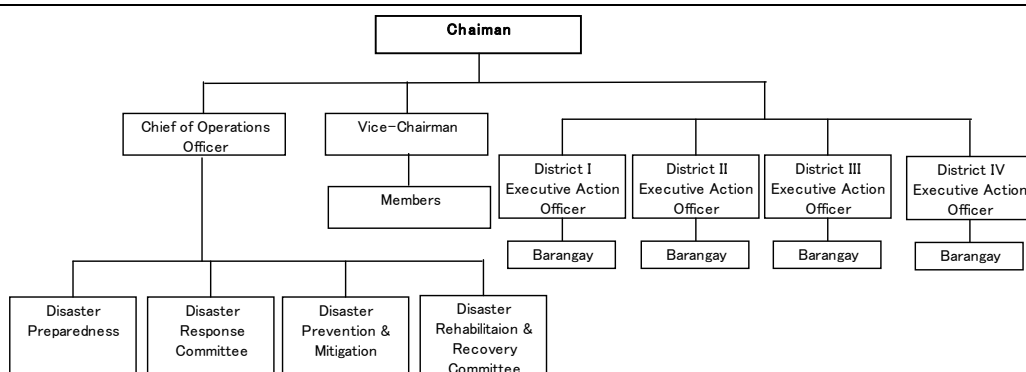 Chaiman
Chief of Operations
Officer
Vice-Chairman
Members
District I
Executive Action
Officer
District II
Executive Action
Officer
District III
Executive Action
Officer
District IV
Executive Action
Officer
Barangay
Barangay
Barangay
Barangay
Disaster
Preparedness
Disaster
Response
Committee
Disaster
Prevention &
Mitigation
Disaster
Rehabilitaion &
Recovery
Committee